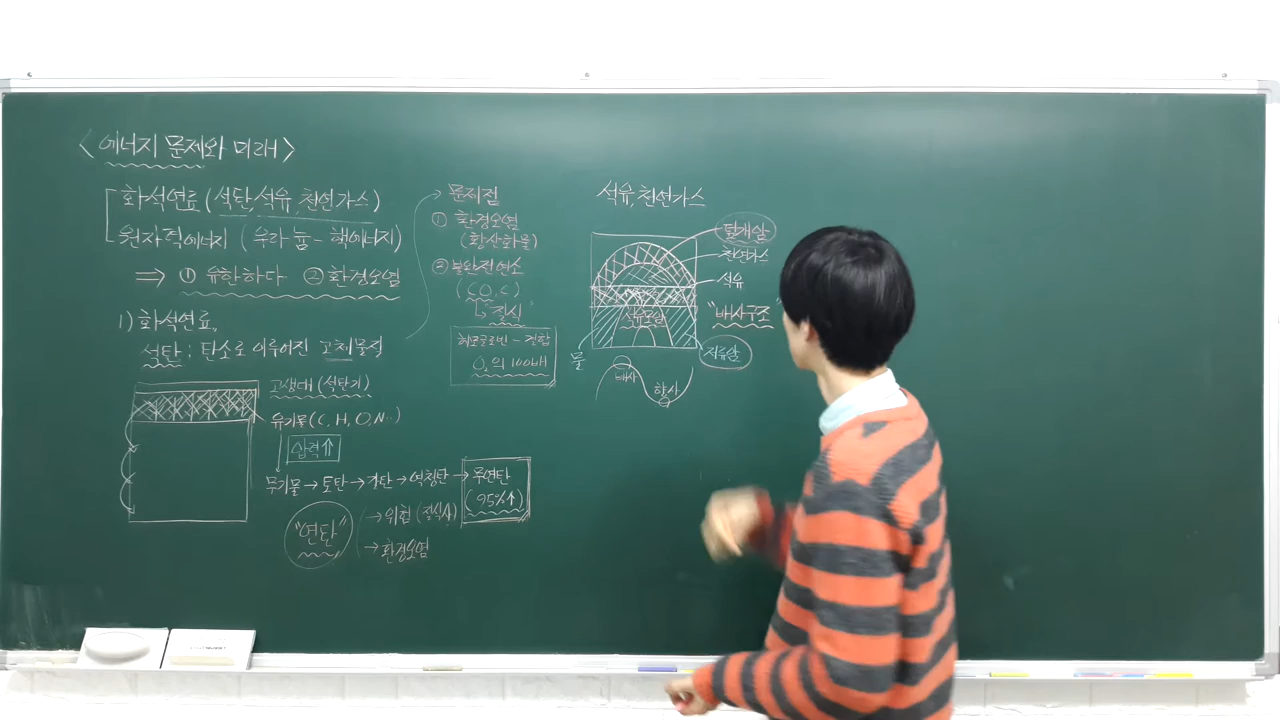 <에너지 문제와 미래>
화석연료 (석탄, 석유, 천연가스)
원자력에너지 (우라늄 - 핵에너지)
⇒ ① 유한하다 ② 환경오염
1) 화석연료
석탄 : 탄소로 이루어진 고체물질
고생대 (석탄기)
유기물 (C, H, O, N..)
압력↑
무기물 → 토탄 → 갈탄 → 역청탄 → 무연탄
(95%↑)
"연탄"
→ 위험 (질식사)
→ 환경오염
→ 문제점
① 환경오염
(황산화물)
② 불완전연소
(CO, C)
↳ 질식
헤모글로빈 - 결합
O₂의 100배
석유, 천연가스
덮개암
천연가스
석유
"배사구조"
석유모암
저류암
물
배사
향사